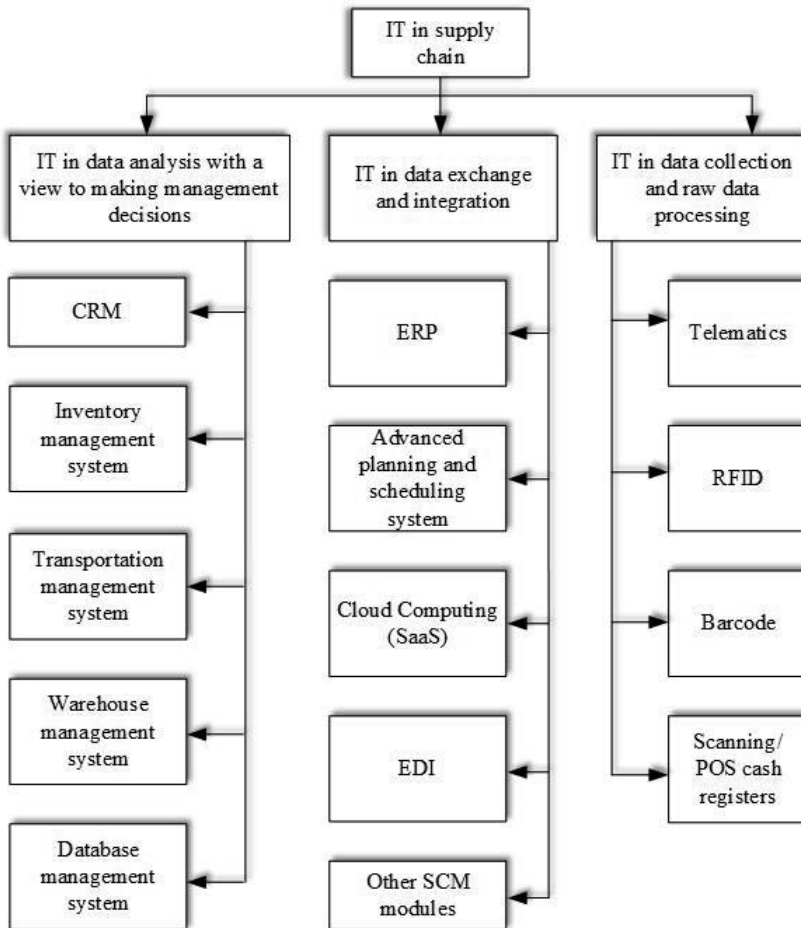 IT in supply
chain
IT in data analysis with a
view to making management
decisions
IT in data exchange
and integration
IT in data collection
and raw data
processing
CRM
Inventory
management
system
Transportation
management
system
Warehouse
management
system
Database
management
system
ERP
Advanced
planning and
scheduling
system
Cloud Computing
(SaaS)
EDI
Other SCM
modules
Telematics
RFID
Barcode
Scanning/
POS cash
registers